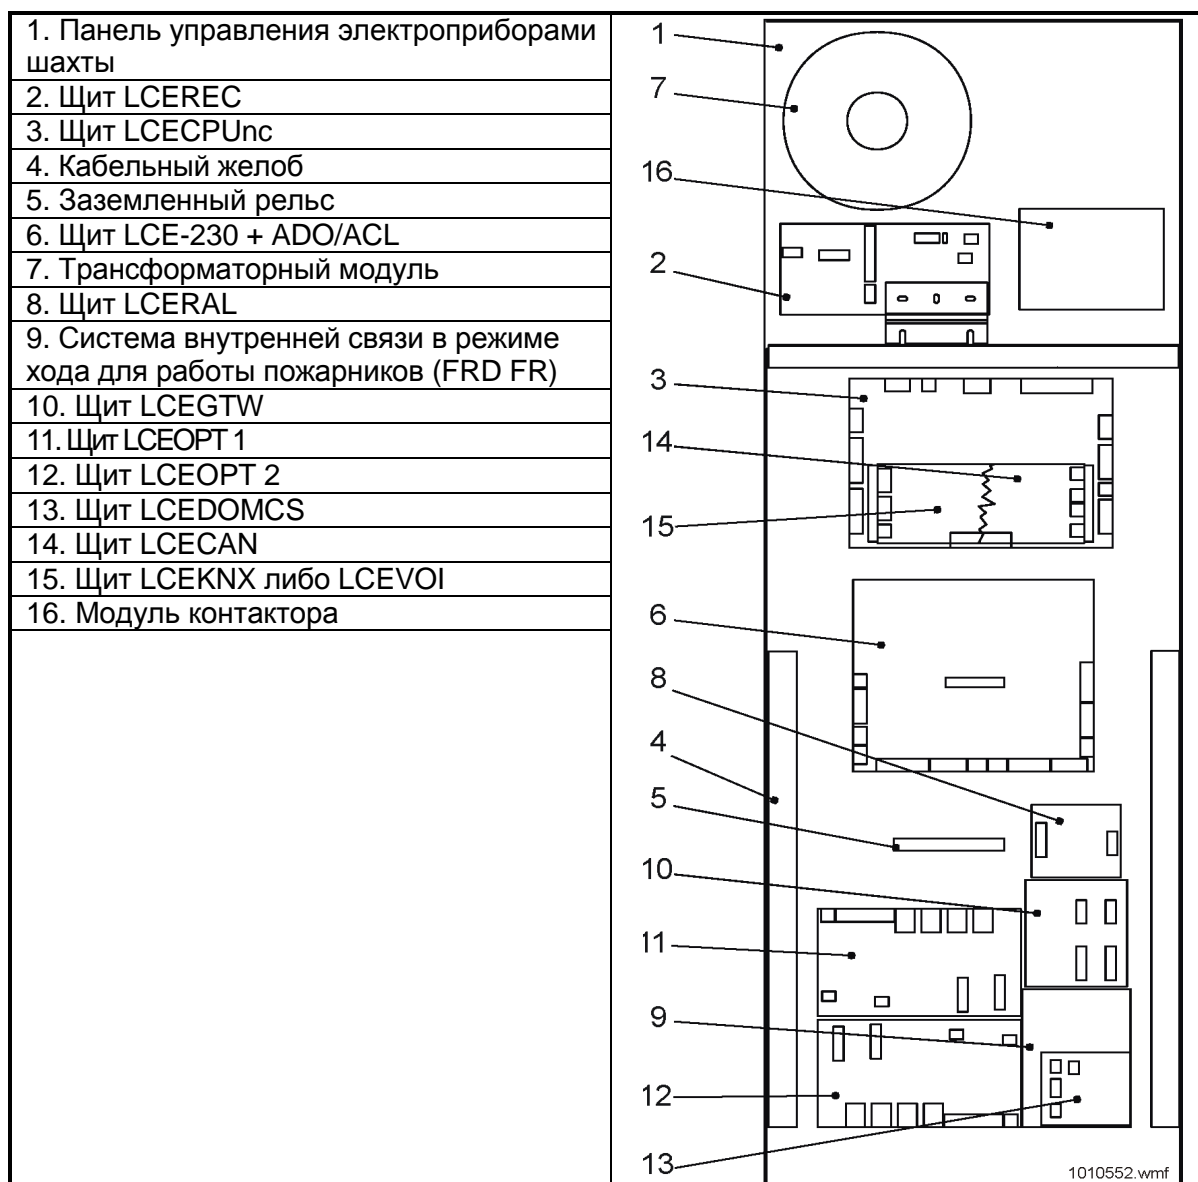 1. Панель управления электроприборами
шахты
2. Щит LCEREC
3. Щит LCECPUnc
4. Кабельный желоб
5. Заземленный рельс
6. Щит LCE-230 + ADO/ACL
7. Трансформаторный модуль
8. Щит LCERAL
9. Система внутренней связи в режиме
хода для работы пожарников (FRD FR)
10. Щит LCEGTW
11. Щит LCEOPT 1
12. Щит LCEOPT 2
13. Щит LCEDOMCS
14. Щит LCECAN
15. Щит LCEKNX либо LCEVOI
16. Модуль контактора
1
7
16
2
3
14
15
6
8
4
5
10
11
9
12
13
1010552.wmf